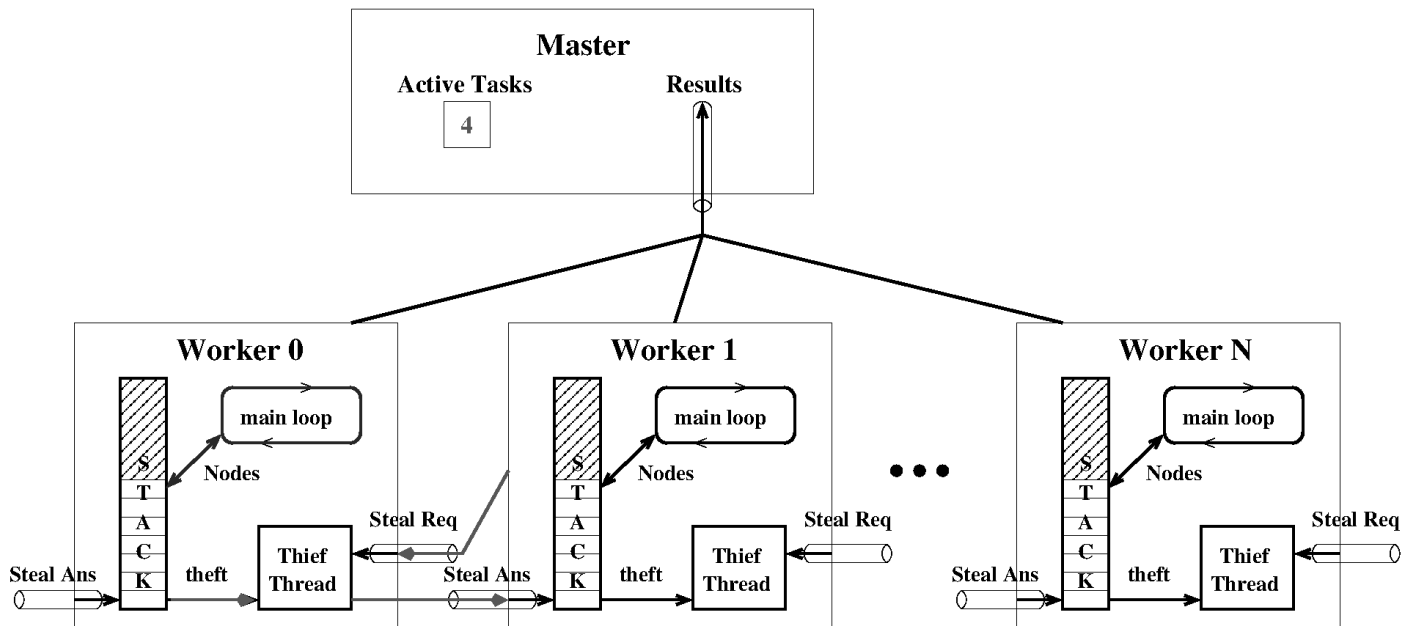 Master
Active Tasks
Results
4
Worker 0
main loop
Nodes
S
T
A
C
K
Steal Req
Thief
Thread
Steal Ans
theft
Worker 1
main loop
Nodes
S
T
A
C
K
Steal Req
Thief
Thread
Steal Ans
theft
Worker N
main loop
Nodes
S
T
A
C
K
Steal Req
Thief
Thread
Steal Ans
theft